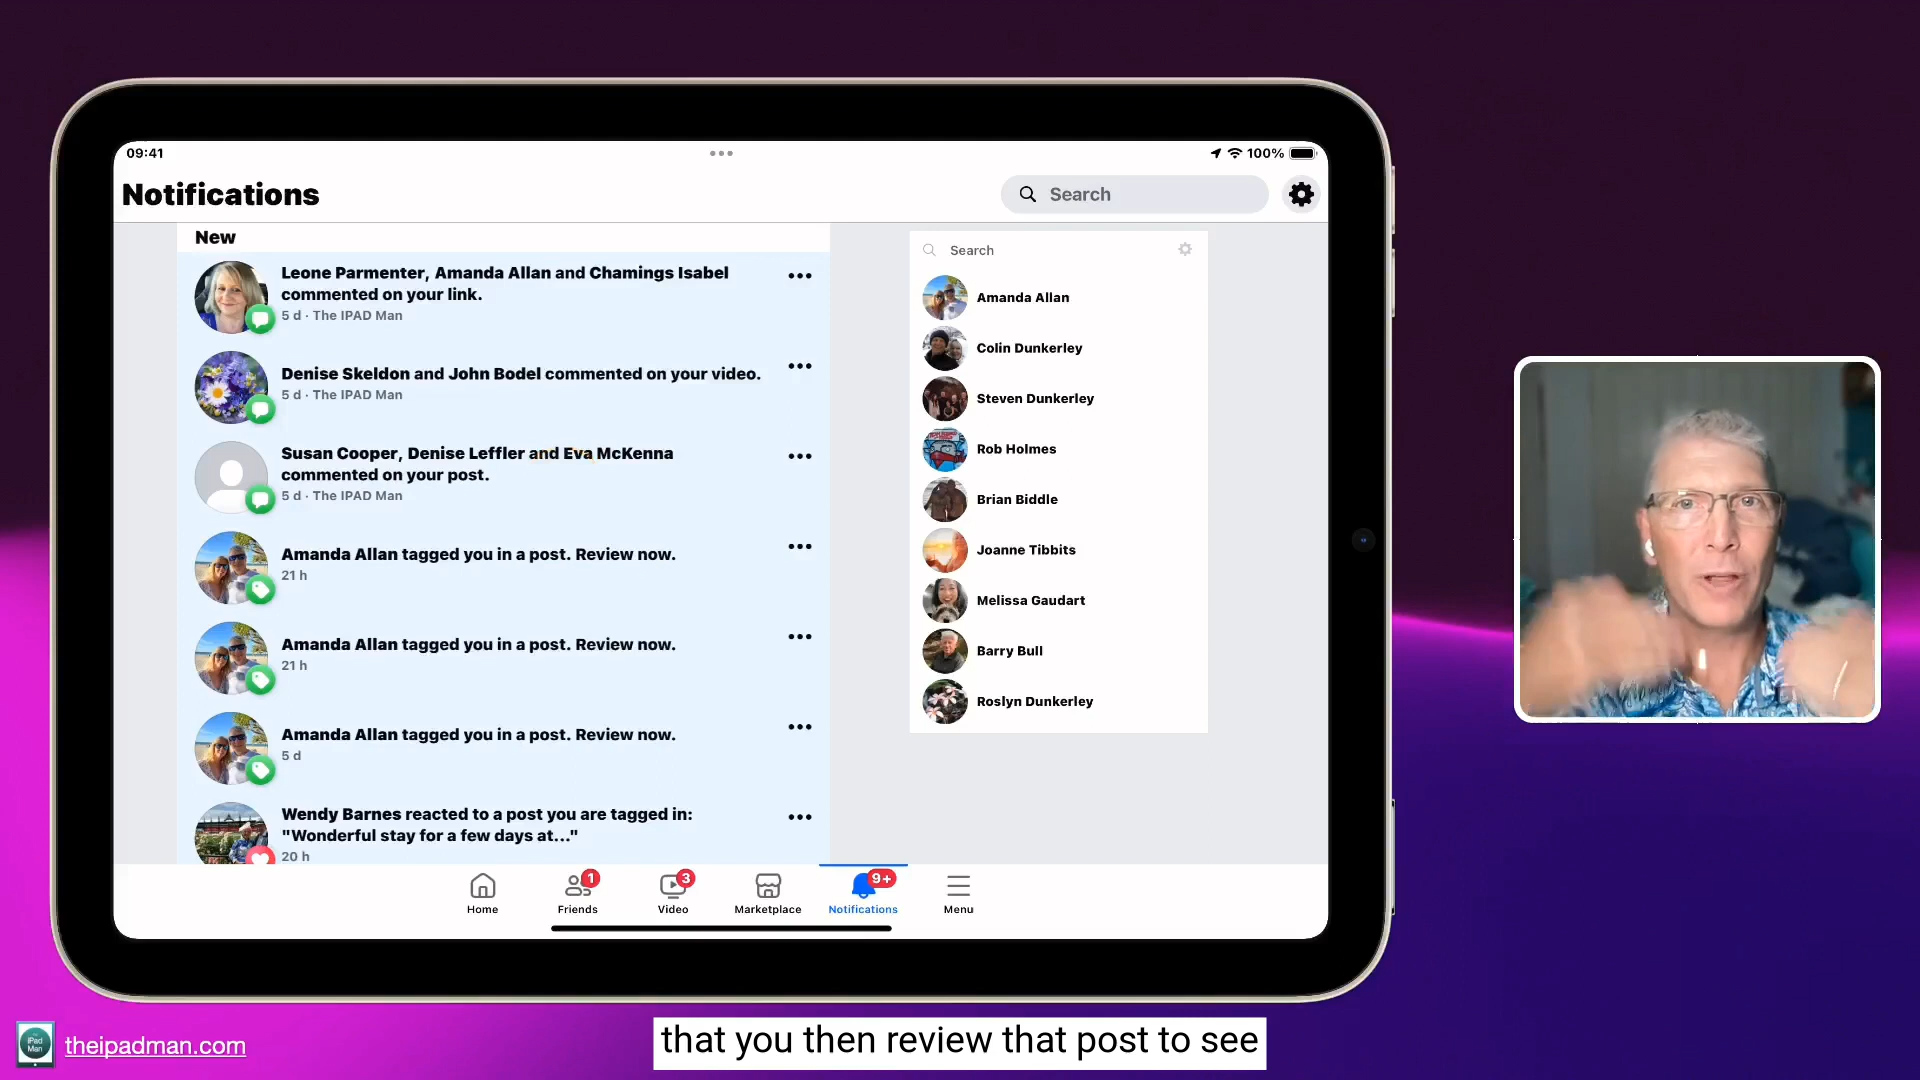 09:41
100%
Notifications
Search
New
Leone Parmenter, Amanda Allan and Chamings Isabel
commented on your link.
5 d · The IPAD Man
Denise Skeldon and John Bodel commented on your video.
5 d · The IPAD Man
Susan Cooper, Denise Leffler and Eva McKenna
commented on your post.
5 d · The IPAD Man
Amanda Allan tagged you in a post. Review now.
21 h
Amanda Allan tagged you in a post. Review now.
21 h
Amanda Allan tagged you in a post. Review now.
5 d
Wendy Barnes reacted to a post you are tagged in:
"Wonderful stay for a few days at..."
20 h
Search
Amanda Allan
Colin Dunkerley
Steven Dunkerley
Rob Holmes
Brian Biddle
Joanne Tibbits
Melissa Gaudart
Barry Bull
Roslyn Dunkerley
Home
1
Friends
3
Video
Marketplace
9+
Notifications
Menu
iPad
Man
theipadman.com
that you then review that post to see